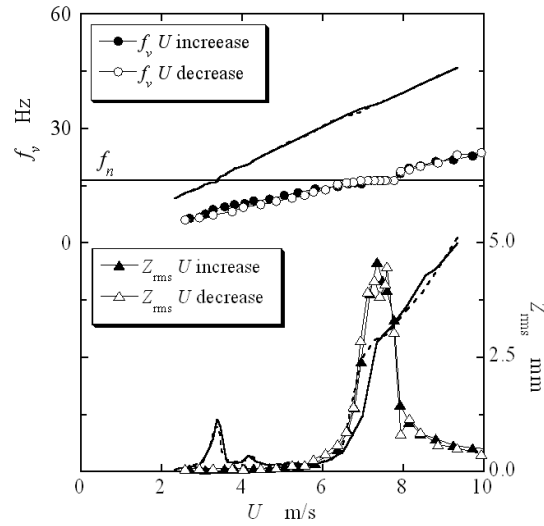 60
f_v U increease
f_v U decrease
30
f_v Hz
f_n
0
5.0
Z_rms U increase
Z_rms U decrease
2.5
Z_rms mm
0.0
2 4 6 8 10
U m/s